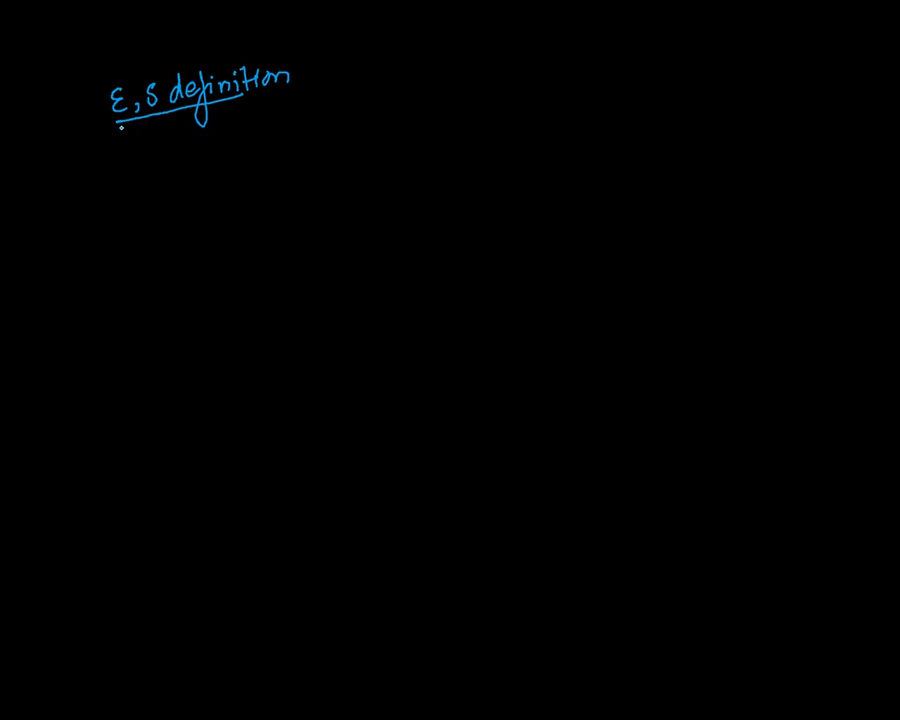 ε, δ definition